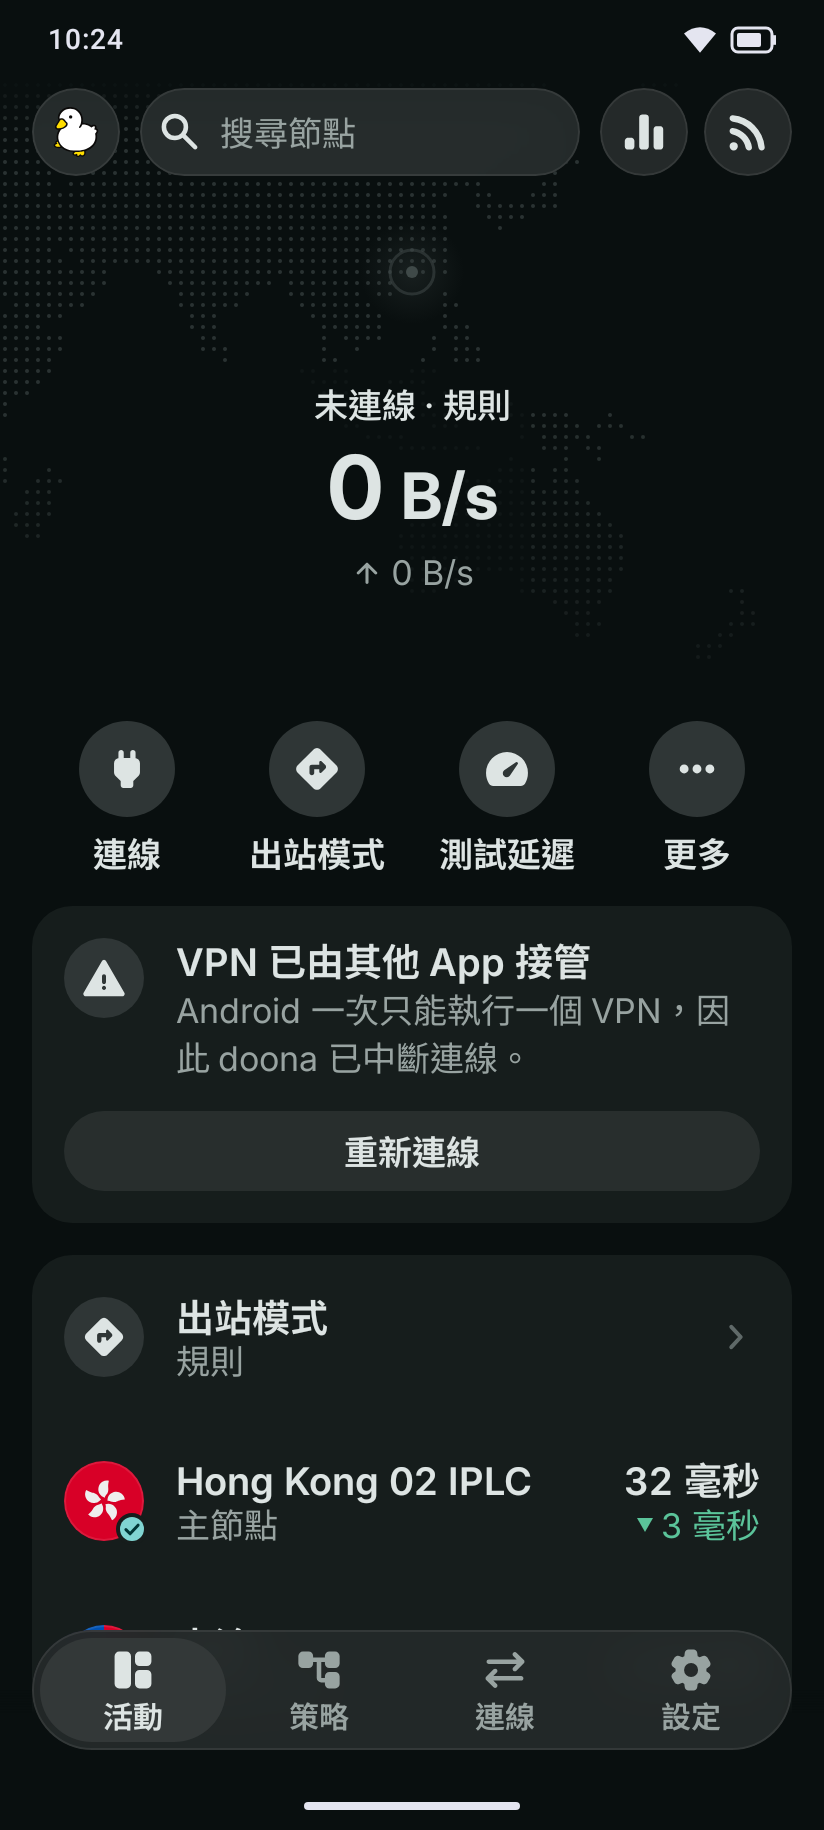 10:24
搜尋節點
未連線 · 規則
0 B/s
↑ 0 B/s
連線
出站模式
測試延遲
更多
VPN 已由其他 App 接管
Android 一次只能執行一個 VPN，因
此 doona 已中斷連線。
重新連線
出站模式
規則
Hong Kong 02 IPLC
32 毫秒
主節點
▼3 毫秒
活動
策略
連線
設定